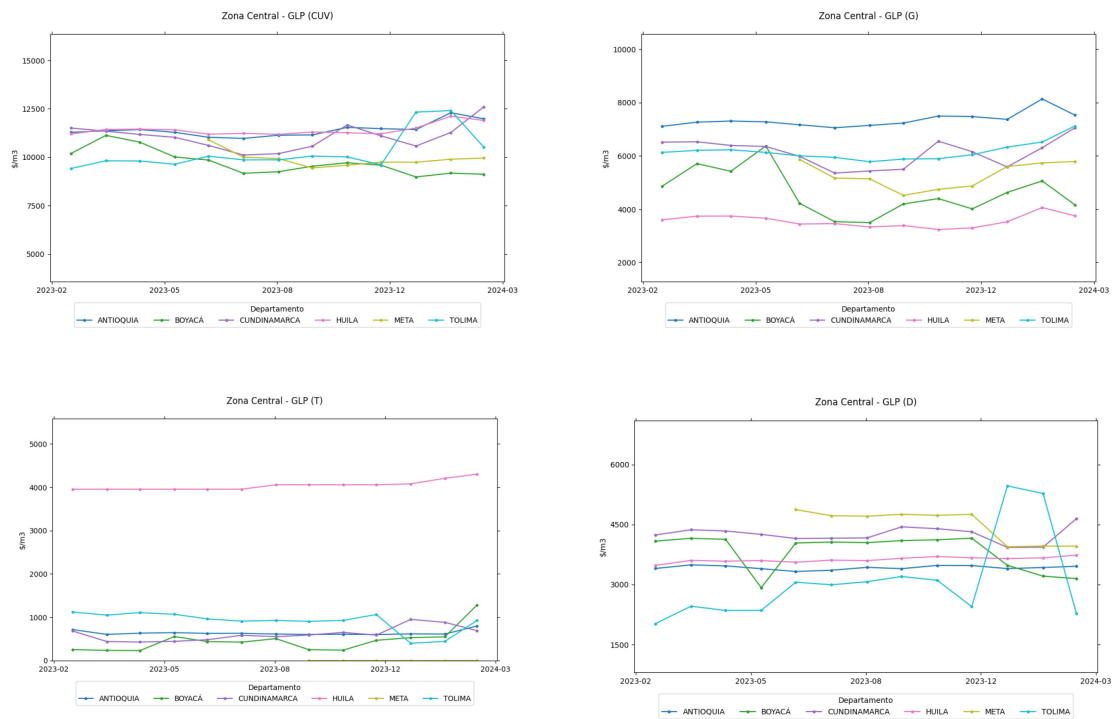 Zona Central - GLP (CUV)
15000
12500
10000
7500
5000
$/m3
2023-02 2023-05 2023-08 2023-12 2024-03
Departamento
ANTIOQUIA BOYACÁ CUNDINAMARCA HUILA META TOLIMA
Zona Central - GLP (G)
10000
8000
6000
4000
2000
$/m3
2023-02 2023-05 2023-08 2023-12 2024-03
Departamento
ANTIOQUIA BOYACÁ CUNDINAMARCA HUILA META TOLIMA
Zona Central - GLP (T)
5000
4000
3000
2000
1000
0
$/m3
2023-02 2023-05 2023-08 2023-12 2024-03
Departamento
ANTIOQUIA BOYACÁ CUNDINAMARCA HUILA META TOLIMA
Zona Central - GLP (D)
6000
4500
3000
1500
$/m3
2023-02 2023-05 2023-08 2023-12 2024-03
Departamento
ANTIOQUIA BOYACÁ CUNDINAMARCA HUILA META TOLIMA